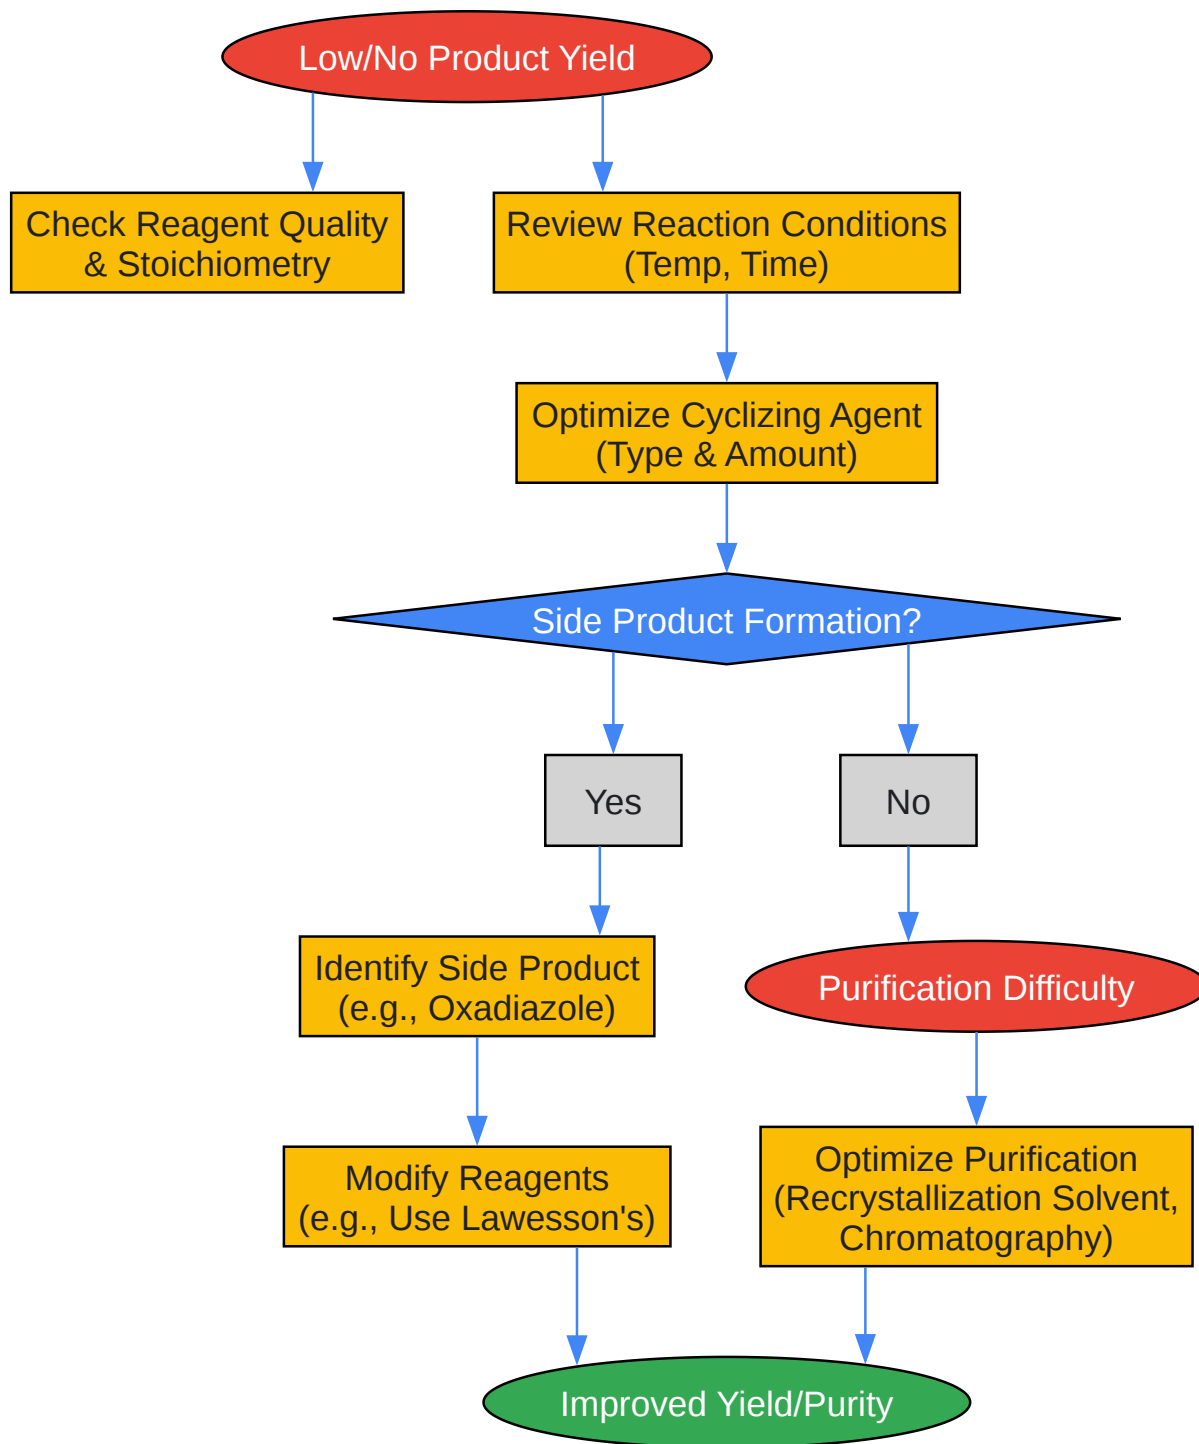 Low/No Product Yield
Check Reagent Quality
& Stoichiometry
Review Reaction Conditions
(Temp, Time)
Optimize Cyclizing Agent
(Type & Amount)
Side Product Formation?
Yes
No
Identify Side Product
(e.g., Oxadiazole)
Purification Difficulty
Modify Reagents
(e.g., Use Lawesson's)
Optimize Purification
(Recrystallization Solvent,
Chromatography)
Improved Yield/Purity